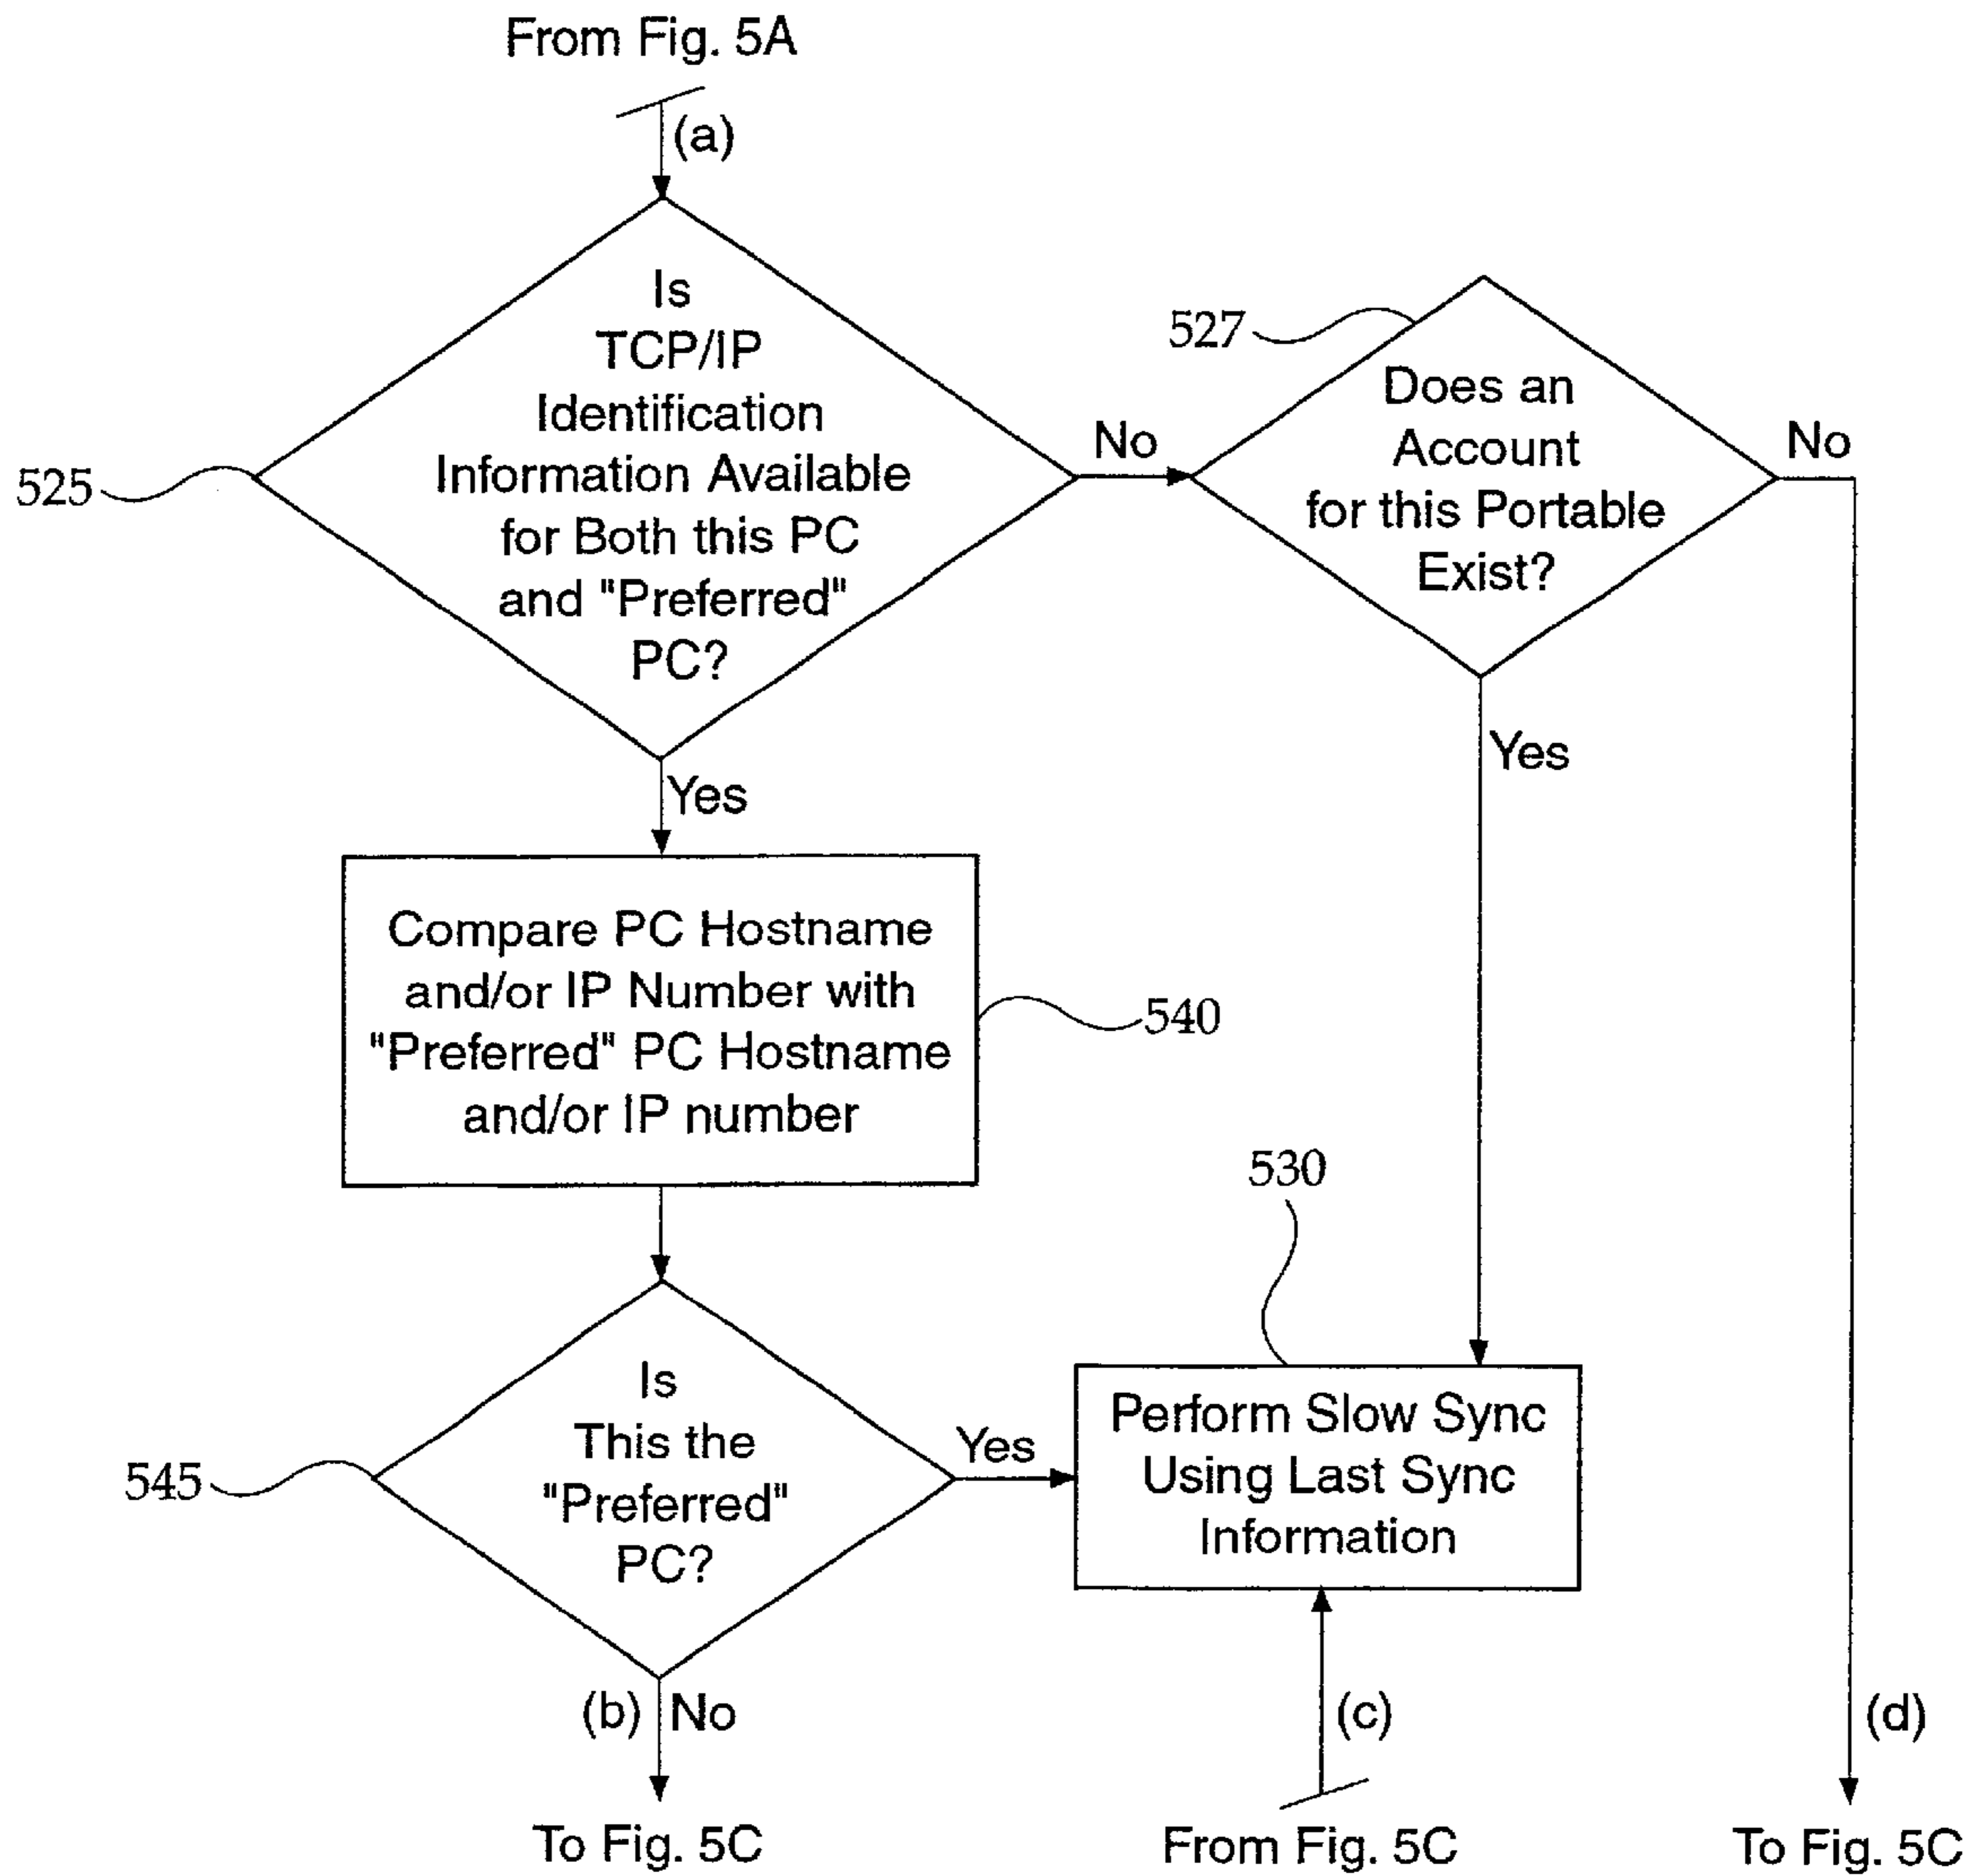 From Fig. 5A
(a)
Is
TCP/IP
Identification
Information Available
for Both this PC
and "Preferred"
PC?
525
No
527
Does an
Account
for this Portable
Exist?
No
Yes
Yes
Compare PC Hostname
and/or IP Number with
"Preferred" PC Hostname
and/or IP number
540
530
Is
This the
"Preferred"
PC?
545
Yes
Perform Slow Sync
Using Last Sync
Information
(b) No
(c)
(d)
To Fig. 5C
From Fig. 5C
To Fig. 5C